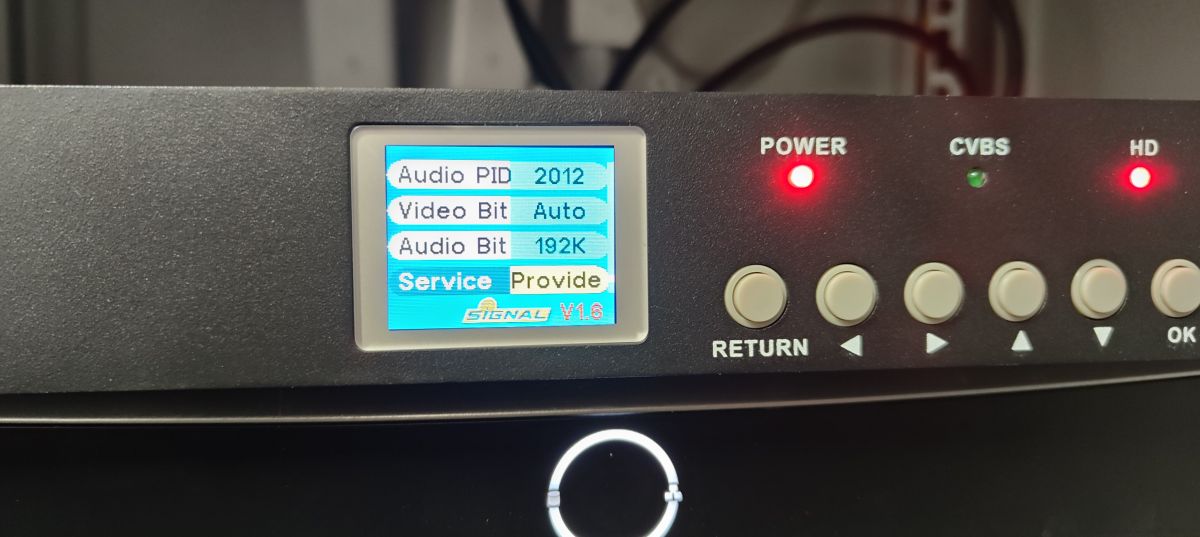 Audio PID 2012
Video Bit Auto
Audio Bit 192K
Service Provide
SIGNAL V1.6
POWER CVBS HD
RETURN OK